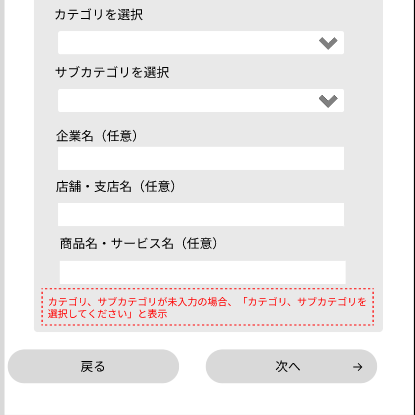 カテゴリを選択
サブカテゴリを選択
企業名（任意）
店舗・支店名（任意）
商品名・サービス名（任意）
カテゴリ、サブカテゴリが未入力の場合、「カテゴリ、サブカテゴリを
選択してください」と表示
戻る
次へ →